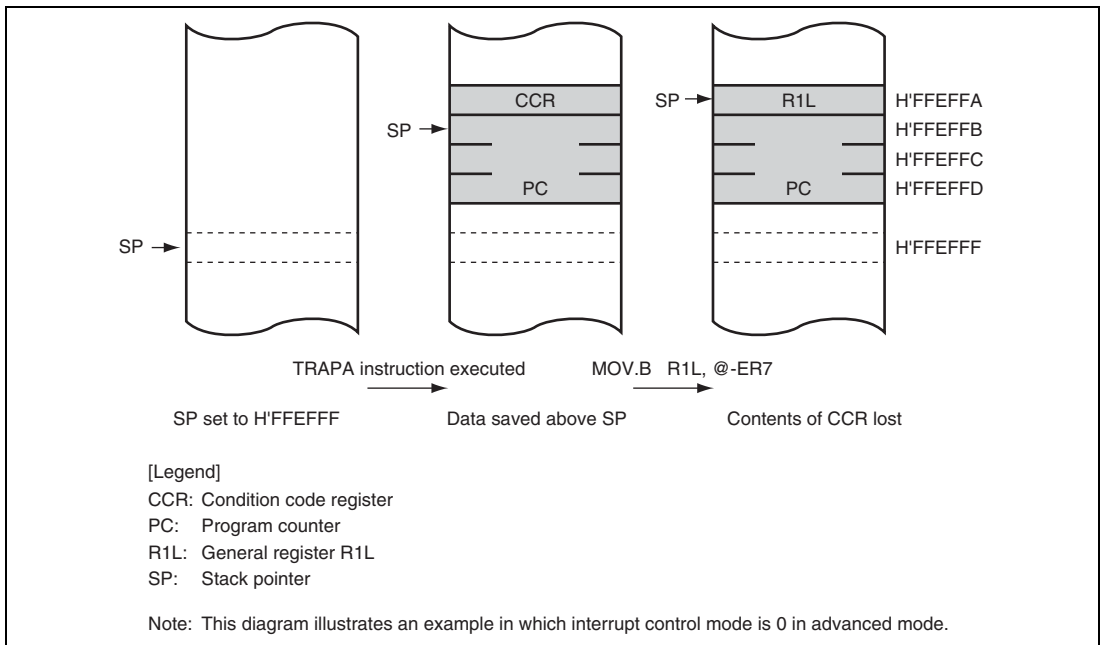 CCR
SP
R1L
H'FFEFFA
SP
H'FFEFFB
H'FFEFFC
PC
PC
H'FFEFFD
SP
H'FFEFFF
TRAPA instruction executed
MOV.B R1L, @-ER7
SP set to H'FFEFFF
Data saved above SP
Contents of CCR lost
[Legend]
CCR: Condition code register
PC: Program counter
R1L: General register R1L
SP: Stack pointer
Note: This diagram illustrates an example in which interrupt control mode is 0 in advanced mode.